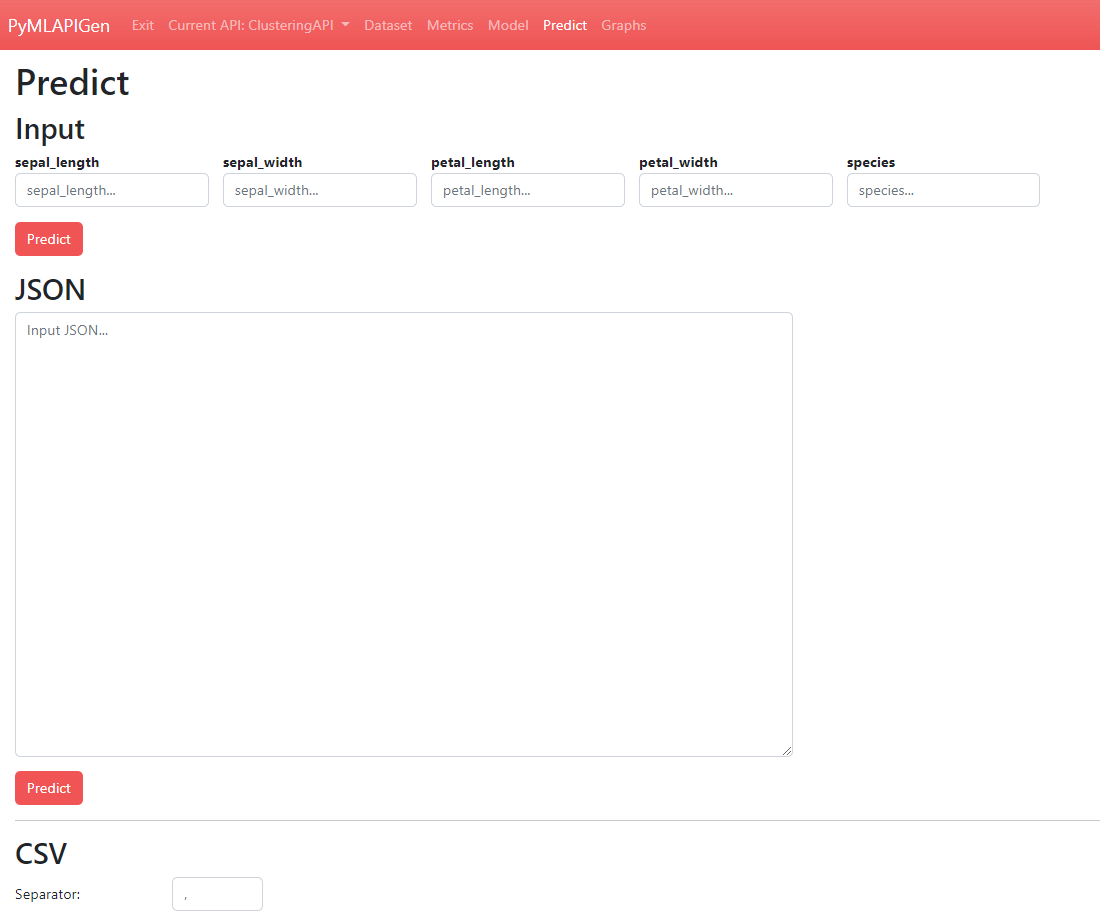 PyMLAPIGen Exit Current API: ClusteringAPI Dataset Metrics Model Predict Graphs
Predict
Input
sepal_length sepal_width petal_length petal_width species
sepal_length... sepal_width... petal_length... petal_width... species...
Predict
JSON
Input JSON...
Predict
CSV
Separator: ,